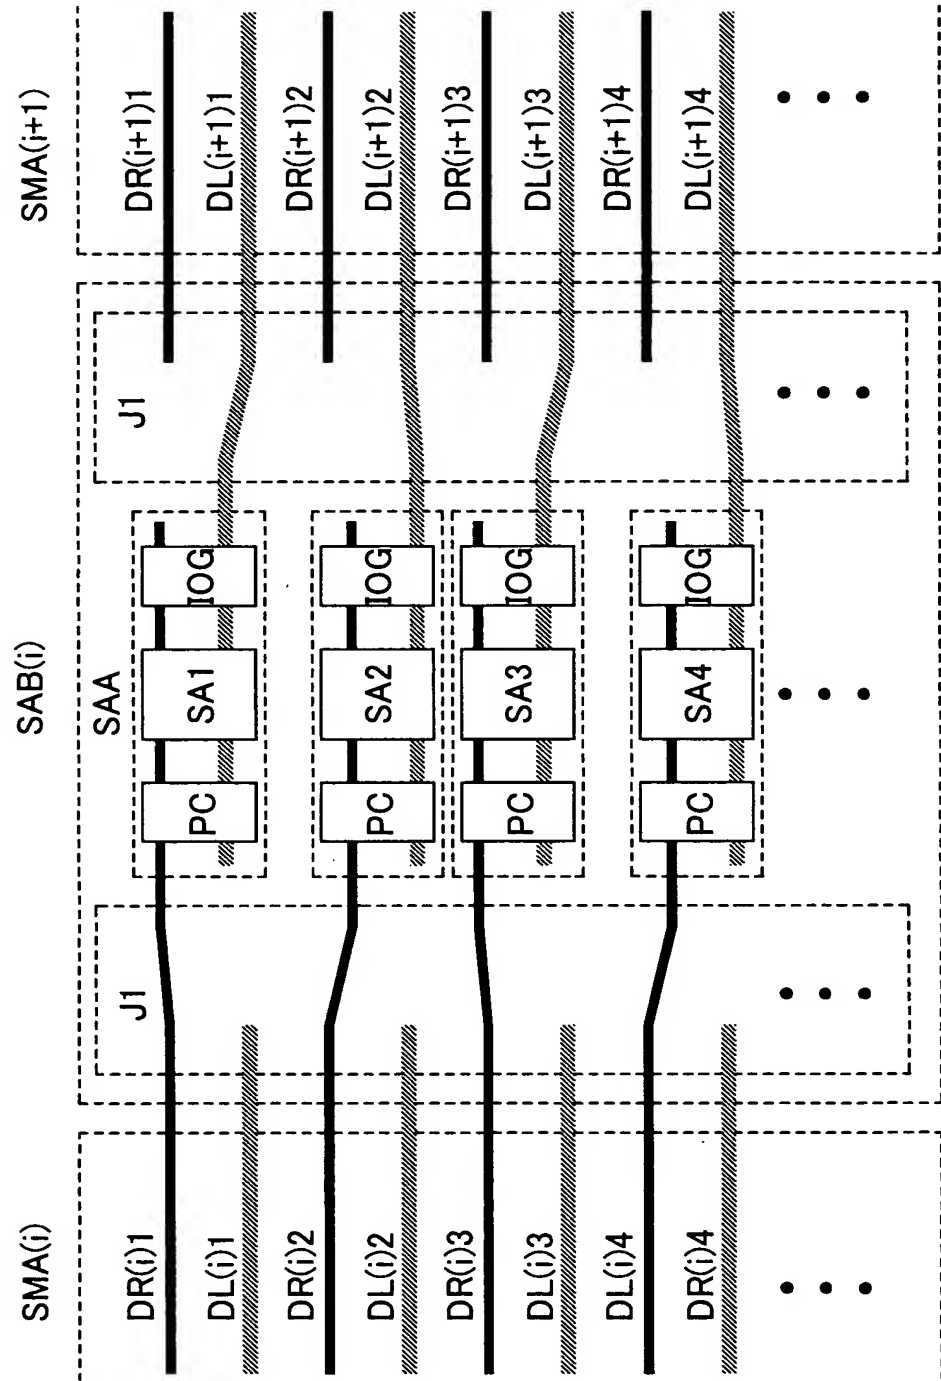 SMA(i)
SAB(i)
SMA(i+1)
DR(i)1
DL(i)1
DR(i)2
DL(i)2
DR(i)3
DL(i)3
DL(i)4
DR(i)4
J1
SAA
PC
SA1
IOG
PC
SA2
IOG
PC
SA3
IOG
PC
SA4
IOG
J1
DR(i+1)1
DL(i+1)1
DR(i+1)2
DL(i+1)2
DR(i+1)3
DL(i+1)3
DR(i+1)4
DL(i+1)4